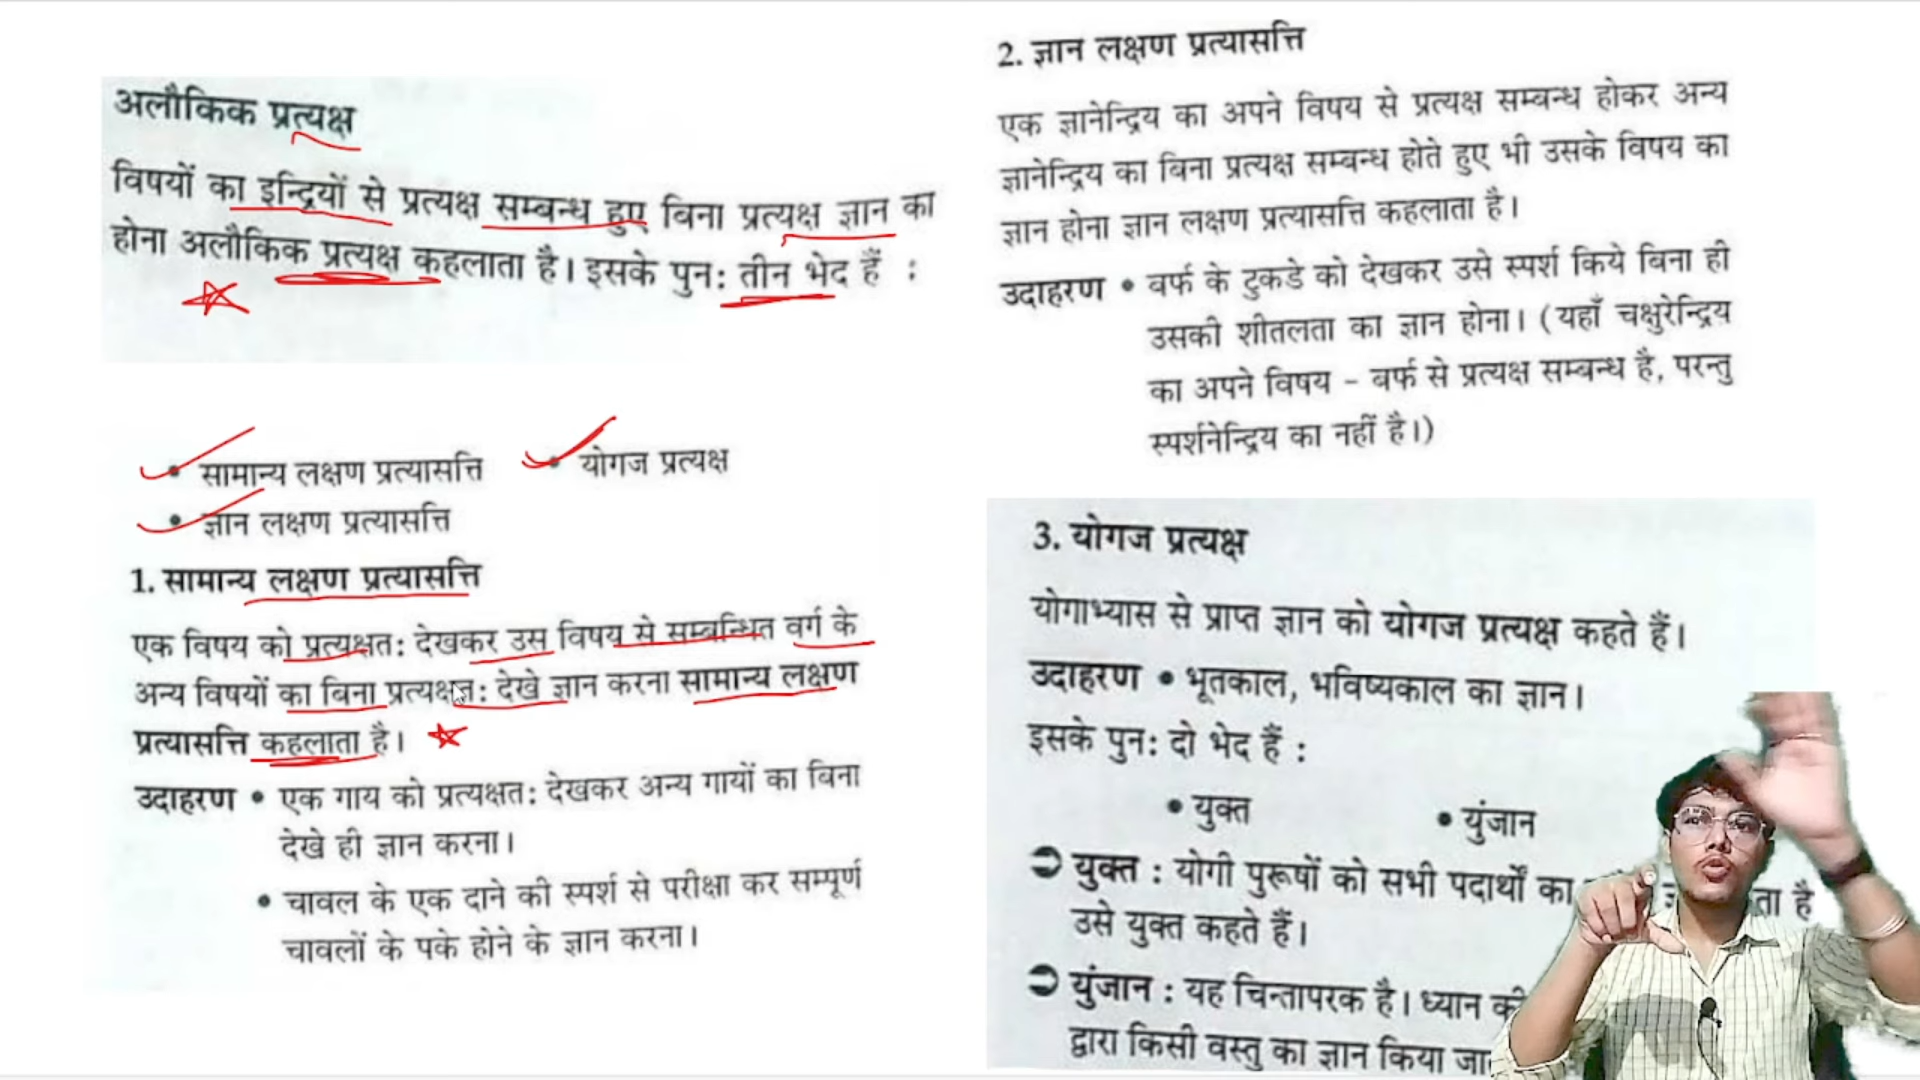 अलौकिक प्रत्यक्ष
विषयों का इन्द्रियों से प्रत्यक्ष सम्बन्ध हुए बिना प्रत्यक्ष ज्ञान का
होना अलौकिक प्रत्यक्ष कहलाता है। इसके पुन: तीन भेद हैं :
• सामान्य लक्षण प्रत्यासत्ति • योगज प्रत्यक्ष
• ज्ञान लक्षण प्रत्यासत्ति
1. सामान्य लक्षण प्रत्यासत्ति
एक विषय को प्रत्यक्षत: देखकर उस विषय से सम्बन्धित वर्ग के
अन्य विषयों का बिना प्रत्यक्षत: देखे ज्ञान करना सामान्य लक्षण
प्रत्यासत्ति कहलाता है।
उदाहरण • एक गाय को प्रत्यक्षत: देखकर अन्य गायों का बिना
देखे ही ज्ञान करना।
• चावल के एक दाने की स्पर्श से परीक्षा कर सम्पूर्ण
चावलों के पके होने के ज्ञान करना।
2. ज्ञान लक्षण प्रत्यासत्ति
एक ज्ञानेन्द्रिय का अपने विषय से प्रत्यक्ष सम्बन्ध होकर अन्य
ज्ञानेन्द्रिय का बिना प्रत्यक्ष सम्बन्ध होते हुए भी उसके विषय का
ज्ञान होना ज्ञान लक्षण प्रत्यासत्ति कहलाता है।
उदाहरण • बर्फ के टुकडे को देखकर उसे स्पर्श किये बिना ही
उसकी शीतलता का ज्ञान होना। (यहाँ चक्षुरेन्द्रिय
का अपने विषय - बर्फ से प्रत्यक्ष सम्बन्ध है, परन्तु
स्पर्शनेन्द्रिय का नहीं है।)
3. योगज प्रत्यक्ष
योगाभ्यास से प्राप्त ज्ञान को योगज प्रत्यक्ष कहते हैं।
उदाहरण • भूतकाल, भविष्यकाल का ज्ञान।
इसके पुन: दो भेद हैं :
• युक्त • युंजान
युक्त : योगी पुरूषों को सभी पदार्थों का है
उसे युक्त कहते हैं।
युंजान : यह चिन्तापरक है। ध्यान
द्वारा किसी वस्तु का ज्ञान किया